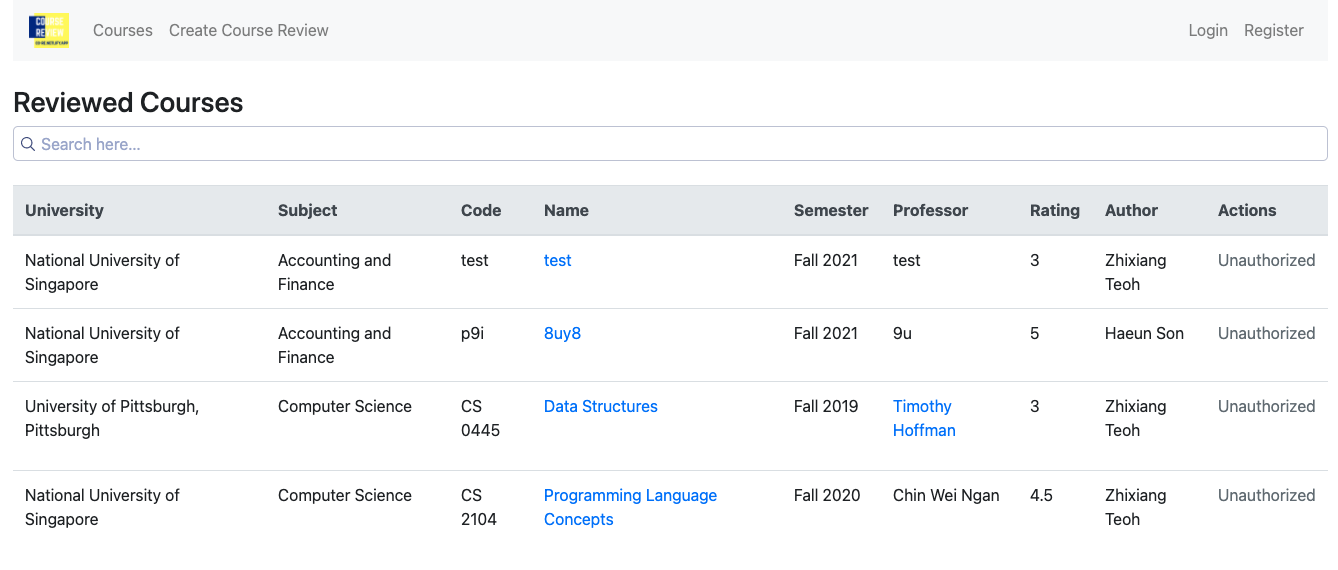 COURSE
REVIEW
Courses Create Course Review Login Register
Reviewed Courses
Search here...
University Subject Code Name Semester Professor Rating Author Actions
National University of Accounting and test test Fall 2021 test 3 Zhixiang Unauthorized
Singapore Finance Teoh
National University of Accounting and p9i 8uy8 Fall 2021 9u 5 Haeun Son Unauthorized
Singapore Finance
University of Pittsburgh, Computer Science CS Data Structures Fall 2019 Timothy 3 Zhixiang Unauthorized
Pittsburgh 0445 Hoffman Teoh
National University of Computer Science CS Programming Language Fall 2020 Chin Wei Ngan 4.5 Zhixiang Unauthorized
Singapore 2104 Concepts Teoh